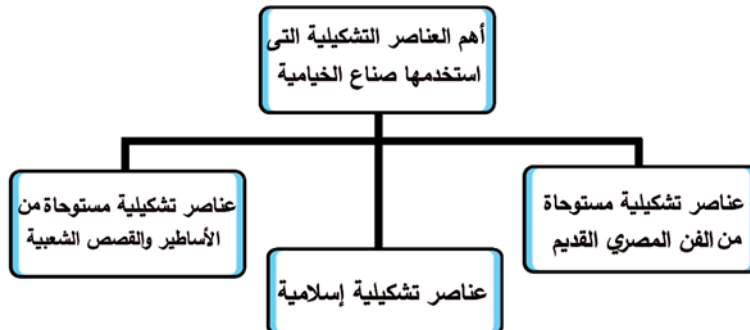 أهم العناصر التشكيلية التى
استخدمها صناع الخيامية
عناصر تشكيلية مستوحاة
من الفن المصري القديم
عناصر تشكيلية إسلامية
عناصر تشكيلية مستوحاة من
الأساطير والقصص الشعبية